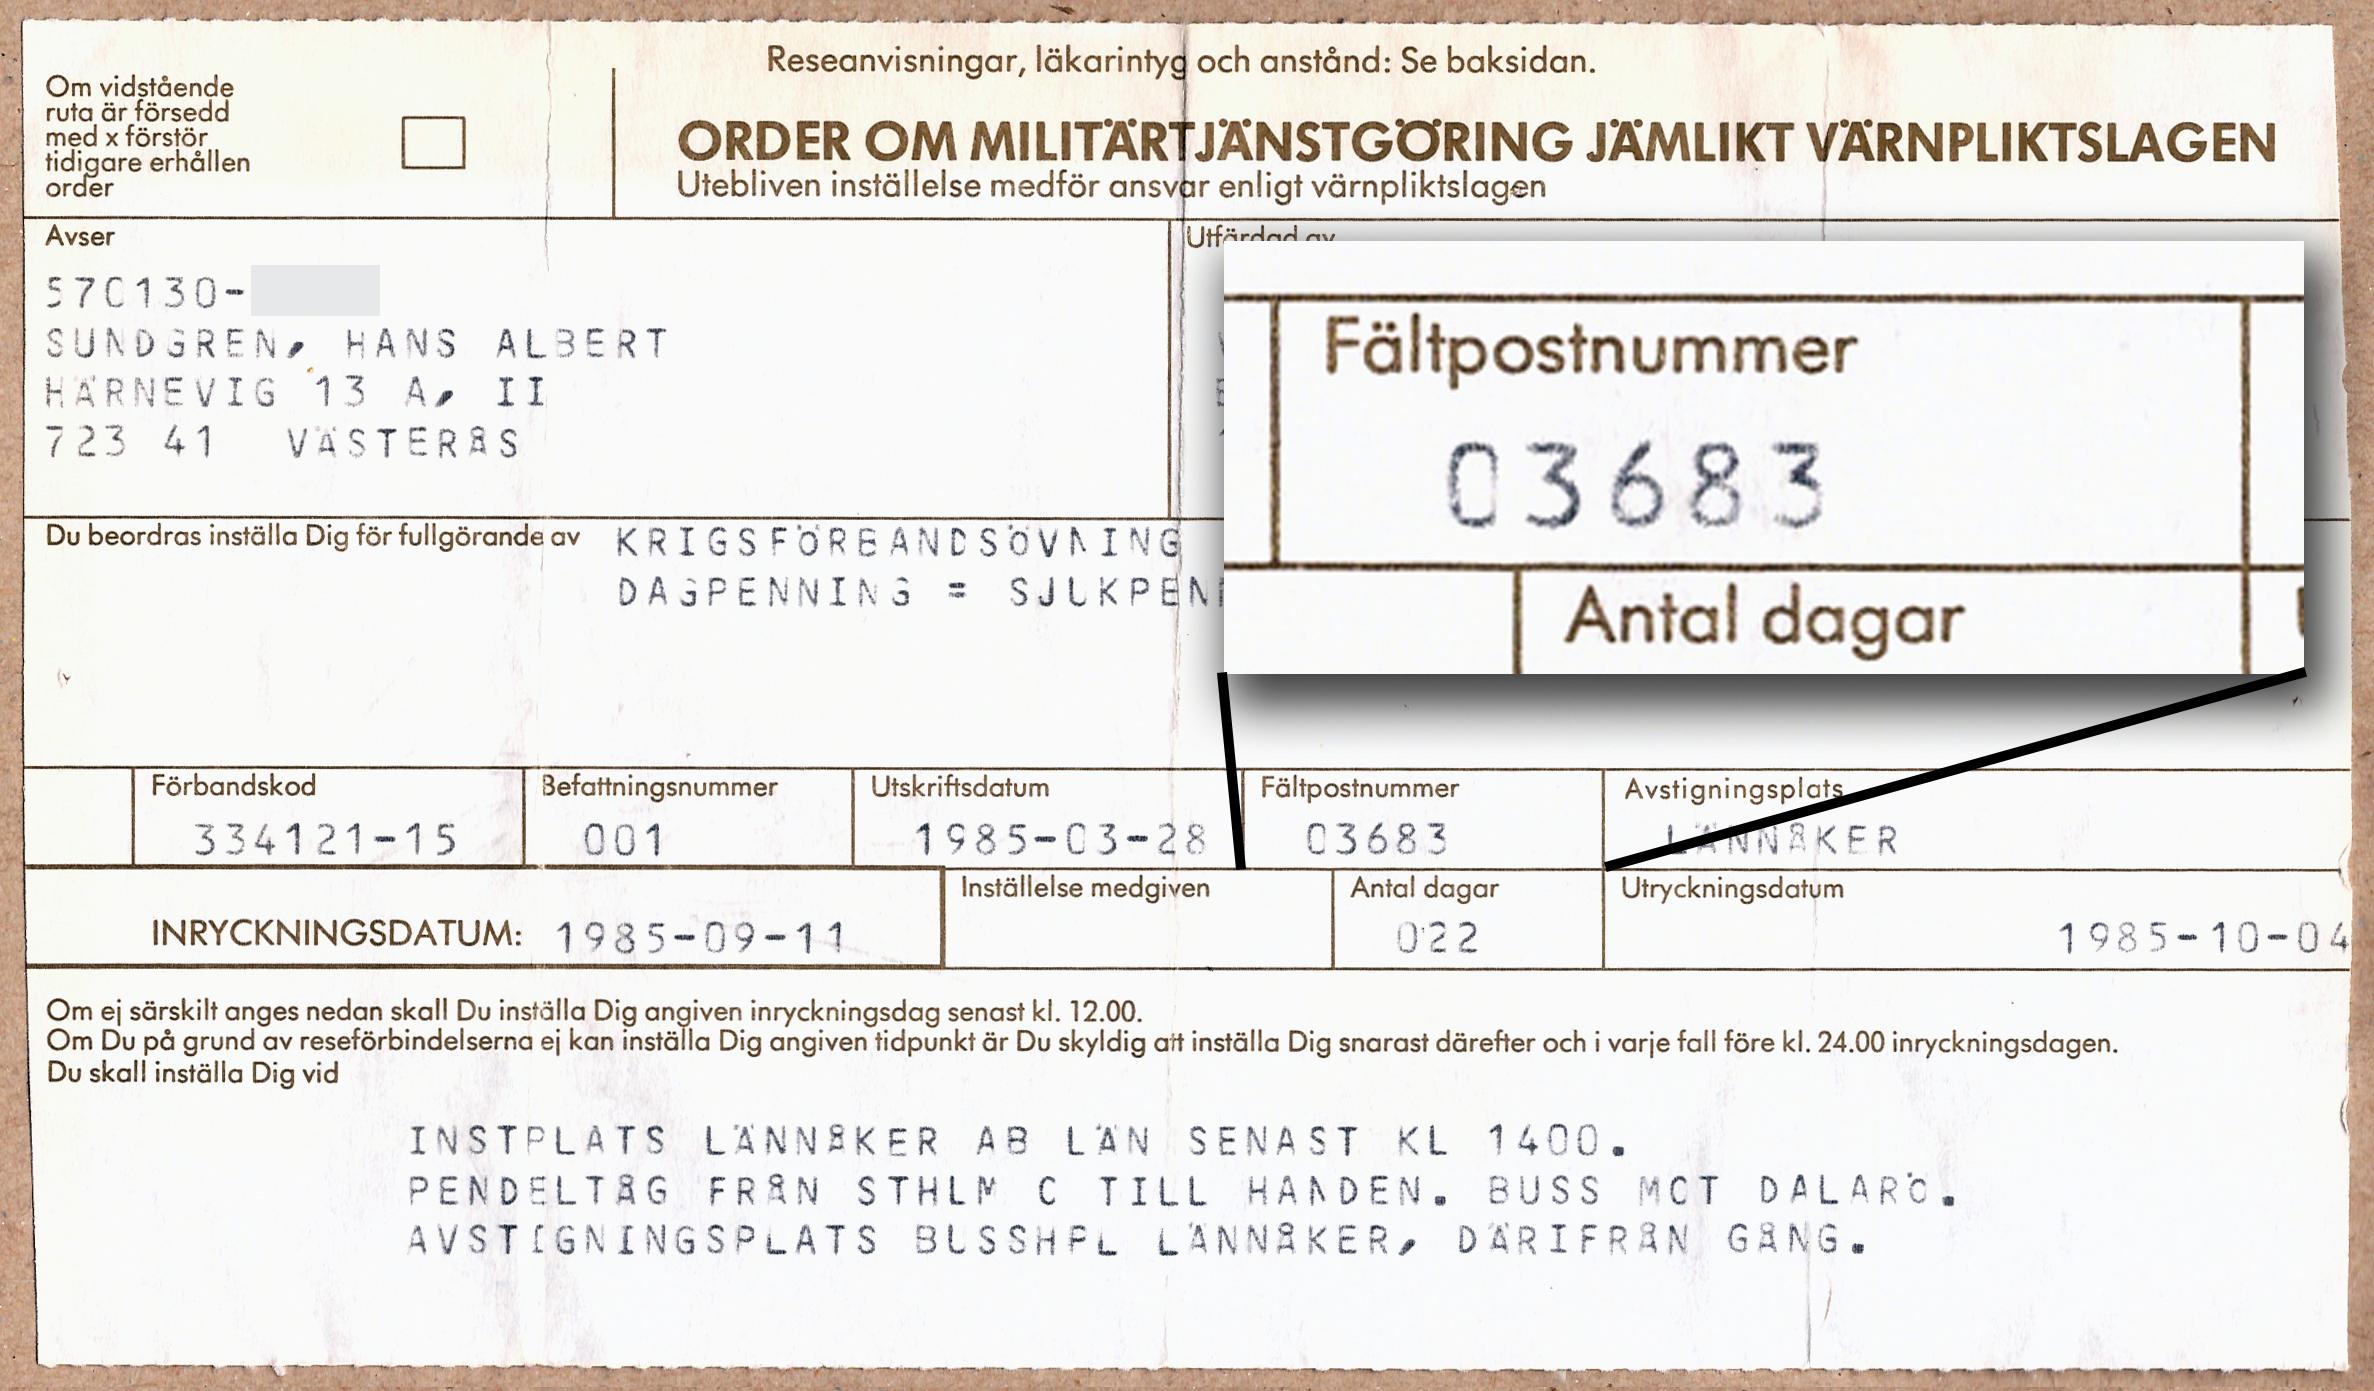 Reseanvisningar, läkarintyg och anstånd: Se baksidan.
Om vidstående
ruta är försedd
med x förstör
tidigare erhållen
order
ORDER OM MILITÄRTJÄNSTGÖRING JÄMLIKT VÄRNPLIKTSLAGEN
Utebliven inställelse medför ansvar enligt värnpliktslagen
Avser
570130-
SUNDGREN, HANS ALBERT
HÄRNEVIG 13 A, II
723 41 VÄSTERÅS
Utfärdad av
Fältpostnummer
03683
Antal dagar
Du beordras inställa Dig för fullgörande av KRIGSFÖRBANDSÖVNING
DAGPENNING =
Förbandskod Befattningsnummer Utskriftsdatum Fältpostnummer Avstigningsplats
334121-15 001 1985-03-28 03683 LÄNNÅKER
Inställelse medgiven Antal dagar Utryckningsdatum
INRYCKNINGSDATUM: 1985-09-11 022 1985-10-04
Om ej särskilt anges nedan skall Du inställa Dig angiven inryckningsdag senast kl. 12.00.
Om Du på grund av reseförbindelserna ej kan inställa Dig angiven tidpunkt är Du skyldig att inställa Dig snarast därefter och i varje fall före kl. 24.00 inryckningsdagen.
Du skall inställa Dig vid
INSTPLATS LÄNNÅKER AB LÄN SENAST KL 1400.
PENDELTÅG FRÅN STHLM C TILL HANDEN. BUSS MOT DALARÖ.
AVSTIGNINGSPLATS BUSSHPL LÄNNÅKER, DÄRIFRÅN GÅNG.